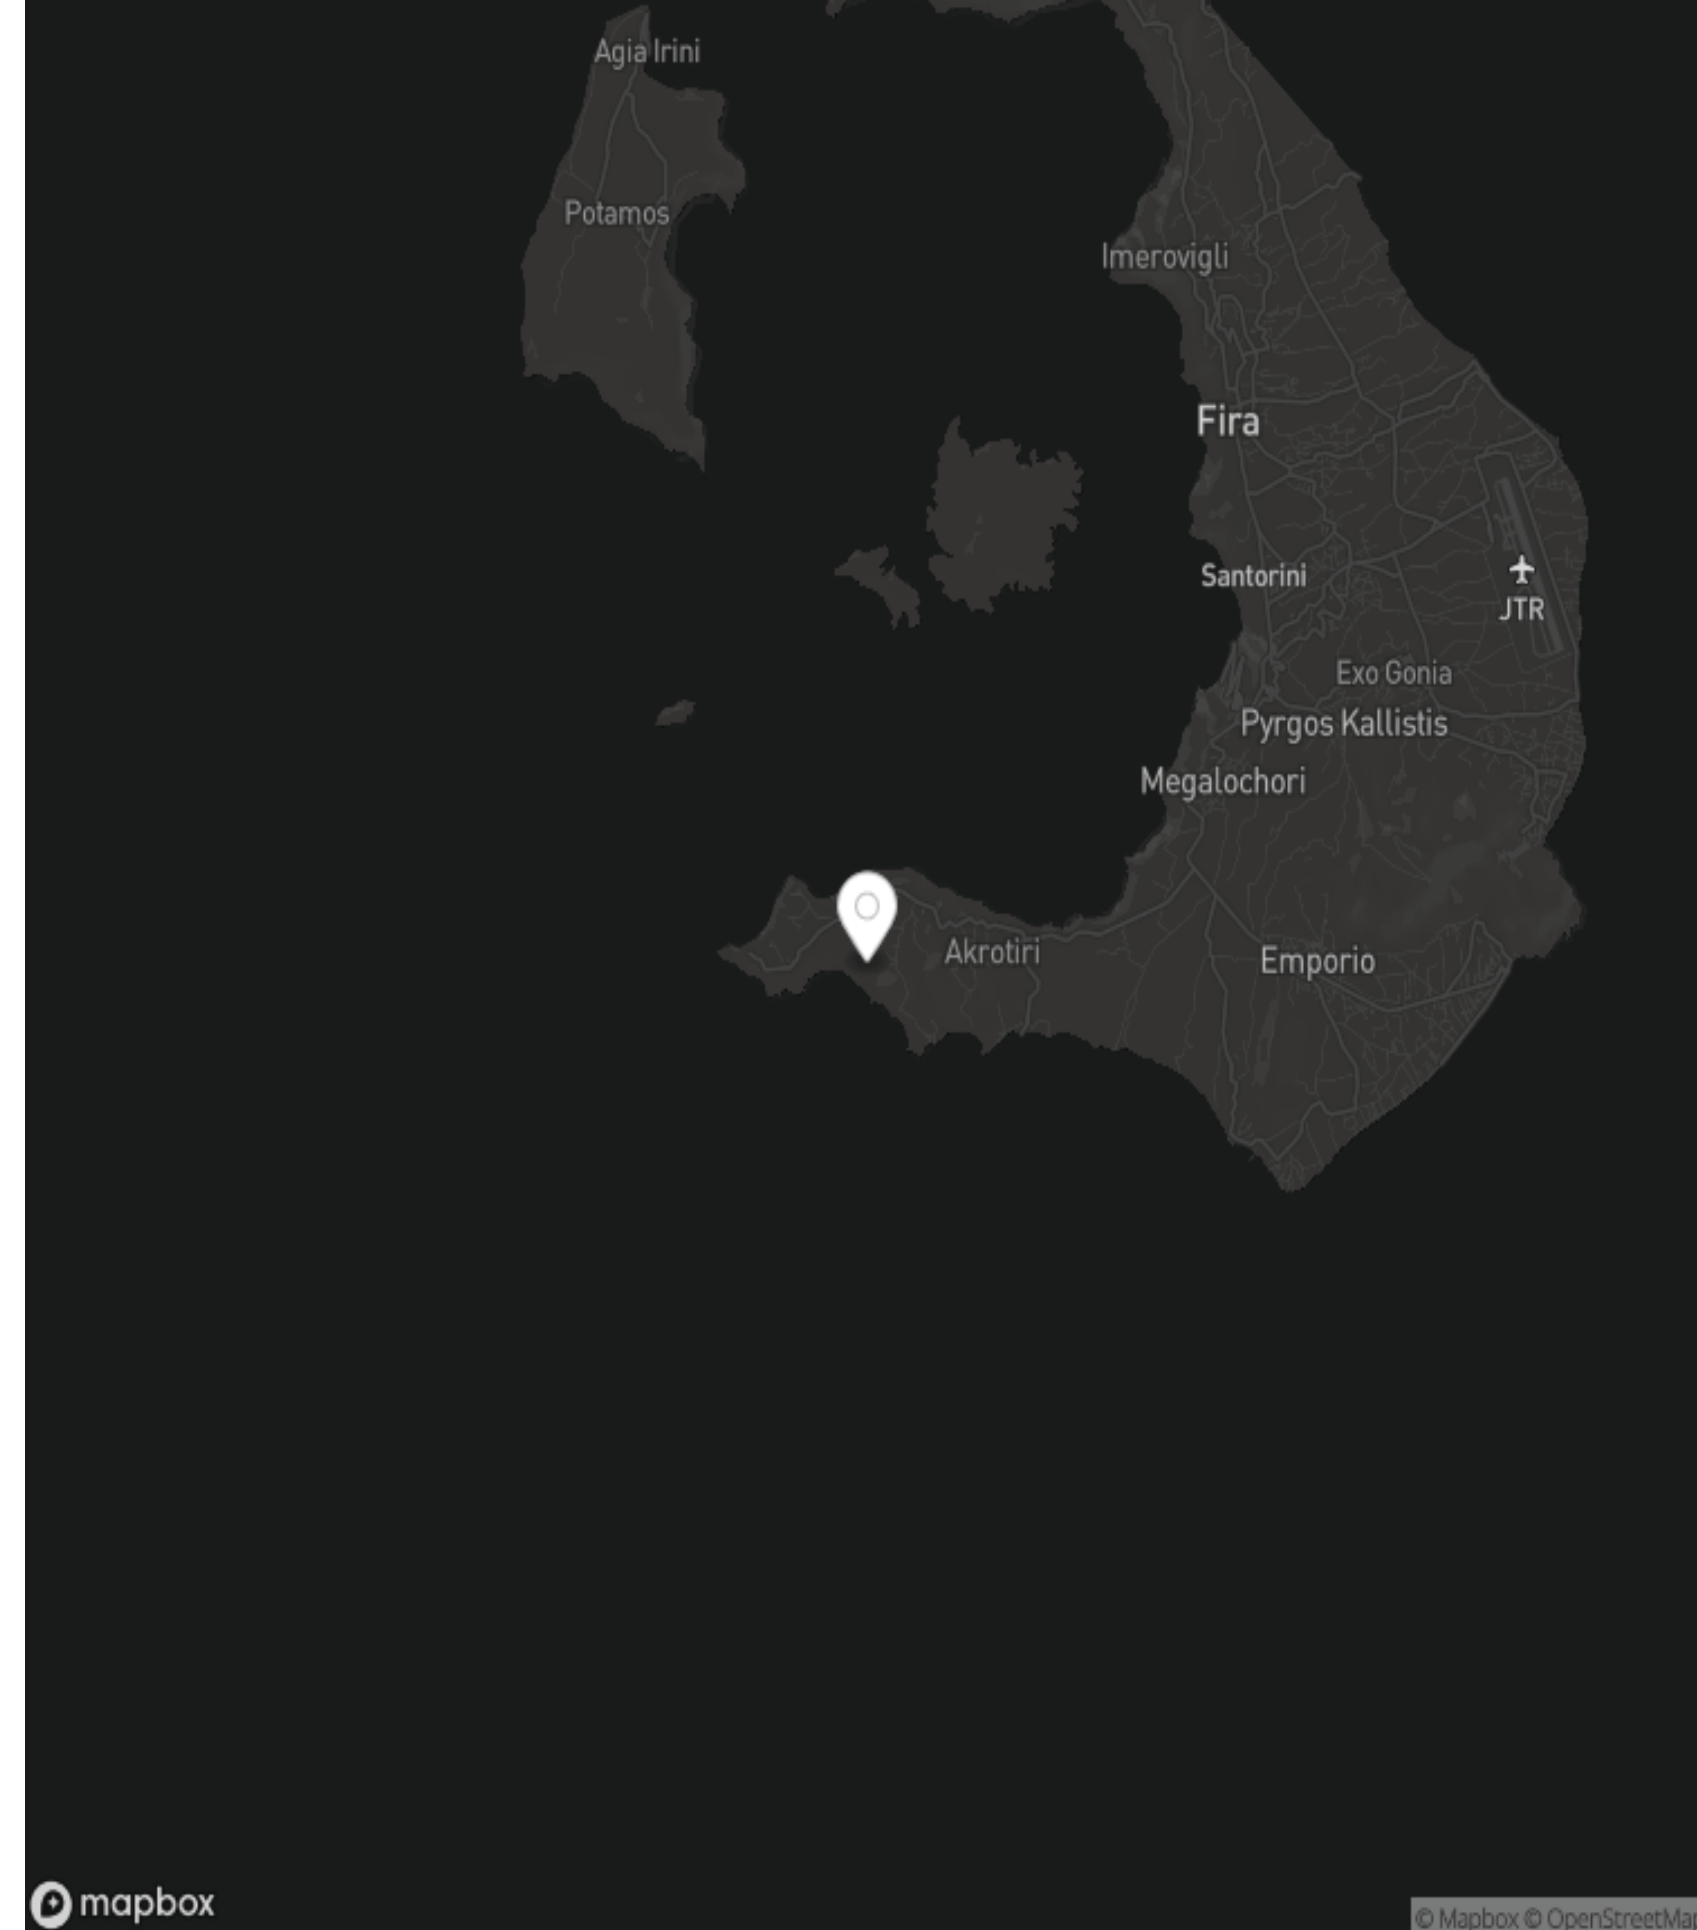 Agia Irini
Potamos
Imerovigli
Fira
Santorini
JTR
Exo Gonia
Pyrgos Kallistis
Megalochori
Akrotiri
Emporio
mapbox
© Mapbox © OpenStreetMap